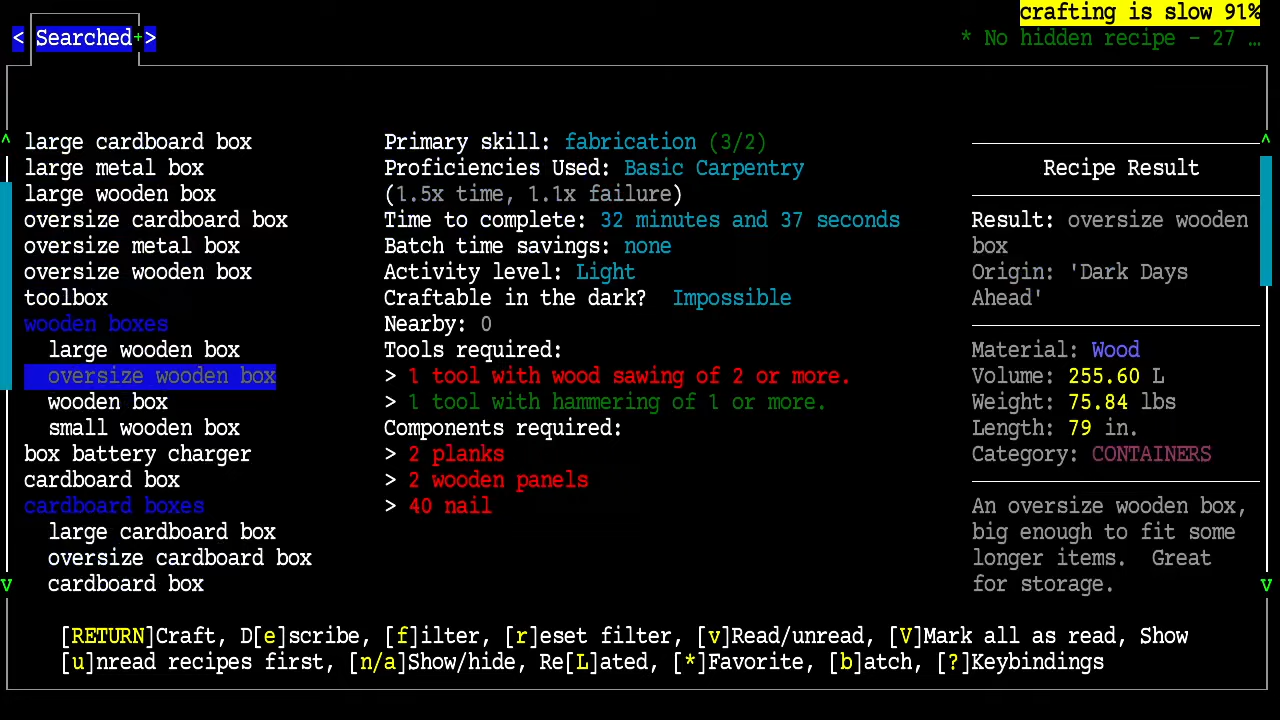 crafting is slow 91%
< Searched+>
* No hidden recipe - 27 …
large cardboard box
large metal box
large wooden box
oversize cardboard box
oversize metal box
oversize wooden box
toolbox
wooden boxes
large wooden box
oversize wooden box
wooden box
small wooden box
box battery charger
cardboard box
cardboard boxes
large cardboard box
oversize cardboard box
cardboard box
Primary skill: fabrication (3/2)
Proficiencies Used: Basic Carpentry
(1.5x time, 1.1x failure)
Time to complete: 32 minutes and 37 seconds
Batch time savings: none
Activity level: Light
Craftable in the dark? Impossible
Nearby: 0
Tools required:
> 1 tool with wood sawing of 2 or more.
> 1 tool with hammering of 1 or more.
Components required:
> 2 planks
> 2 wooden panels
> 40 nail
Recipe Result
Result: oversize wooden
box
Origin: 'Dark Days
Ahead'
Material: Wood
Volume: 255.60 L
Weight: 75.84 lbs
Length: 79 in.
Category: CONTAINERS
An oversize wooden box,
big enough to fit some
longer items. Great
for storage.
[RETURN]Craft, D[e]scribe, [f]ilter, [r]eset filter, [v]Read/unread, [V]Mark all as read, Show
[u]nread recipes first, [n/a]Show/hide, Re[L]ated, [*]Favorite, [b]atch, [?]Keybindings